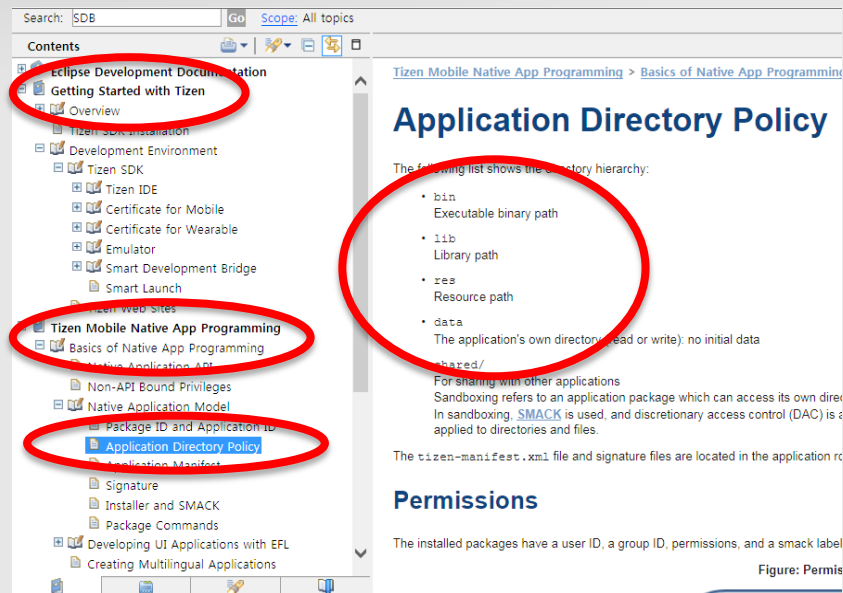 Search: SDB Go Scope: All topics
Contents
Eclipse Development Documentation
Getting Started with Tizen
Overview
Tizen SDK Installation
Development Environment
Tizen SDK
Tizen IDE
Certificate for Mobile
Certificate for Wearable
Emulator
Smart Development Bridge
Smart Launch
Tizen Web Sites
Tizen Mobile Native App Programming
Basics of Native App Programming
Native Application API
Non-API Bound Privileges
Native Application Model
Package ID and Application ID
Application Directory Policy
Application Manifest
Signature
Installer and SMACK
Package Commands
Developing UI Applications with EFL
Creating Multilingual Applications
Tizen Mobile Native App Programming > Basics of Native App Programming
Application Directory Policy
The following list shows the directory hierarchy:
• bin
Executable binary path
• lib
Library path
• res
Resource path
• data
The application's own directory (read or write): no initial data
shared/
For sharing with other applications
Sandboxing refers to an application package which can access its own direc
In sandboxing, SMACK is used, and discretionary access control (DAC) is a
applied to directories and files.
The tizen-manifest.xml file and signature files are located in the application ro
Permissions
The installed packages have a user ID, a group ID, permissions, and a smack label
Figure: Permis